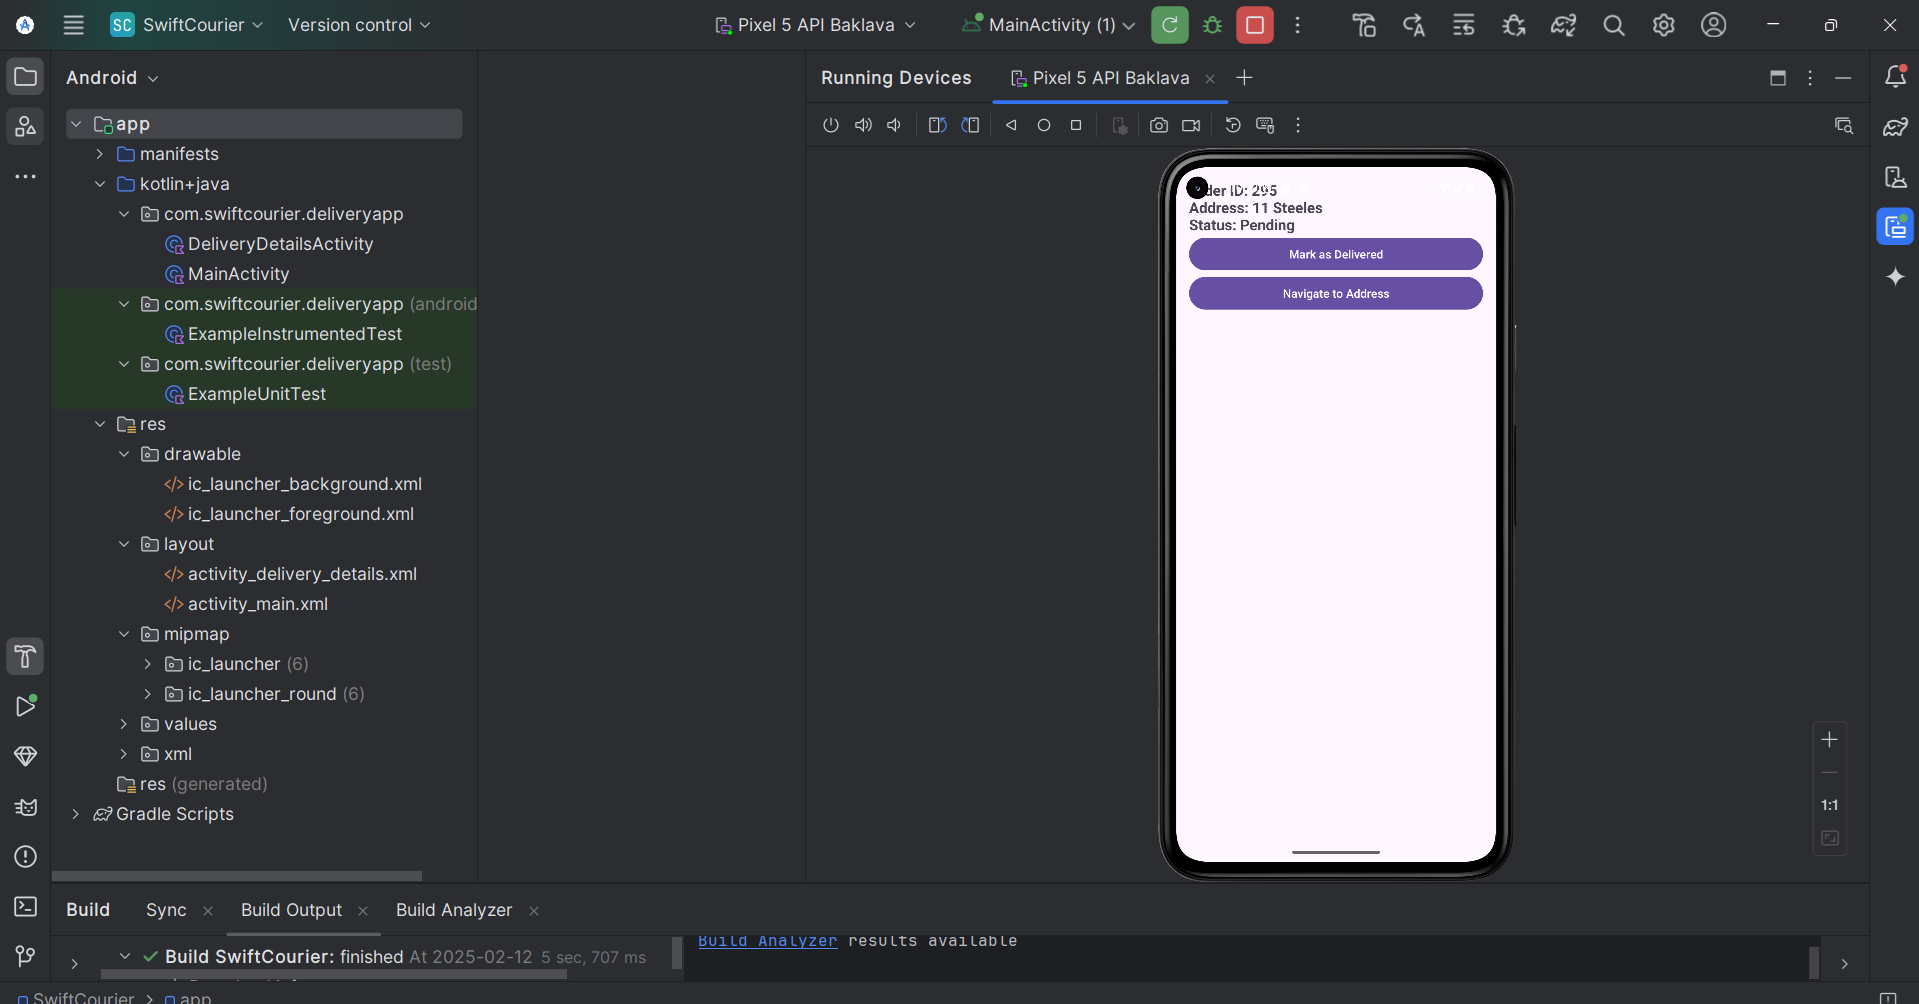 SC SwiftCourier Version control Pixel 5 API Baklava MainActivity (1)
Android
app
manifests
kotlin+java
com.swiftcourier.deliveryapp
DeliveryDetailsActivity
MainActivity
com.swiftcourier.deliveryapp (android
ExampleInstrumentedTest
com.swiftcourier.deliveryapp (test)
ExampleUnitTest
res
drawable
ic_launcher_background.xml
ic_launcher_foreground.xml
layout
activity_delivery_details.xml
activity_main.xml
mipmap
ic_launcher (6)
ic_launcher_round (6)
values
xml
res (generated)
Gradle Scripts
Running Devices Pixel 5 API Baklava
der ID: 295
Address: 11 Steeles
Status: Pending
Mark as Delivered
Navigate to Address
1:1
Build Sync Build Output Build Analyzer
Build SwiftCourier: finished At 2025-02-12 5 sec, 707 ms
Build Analyzer results available
SwiftCourier app